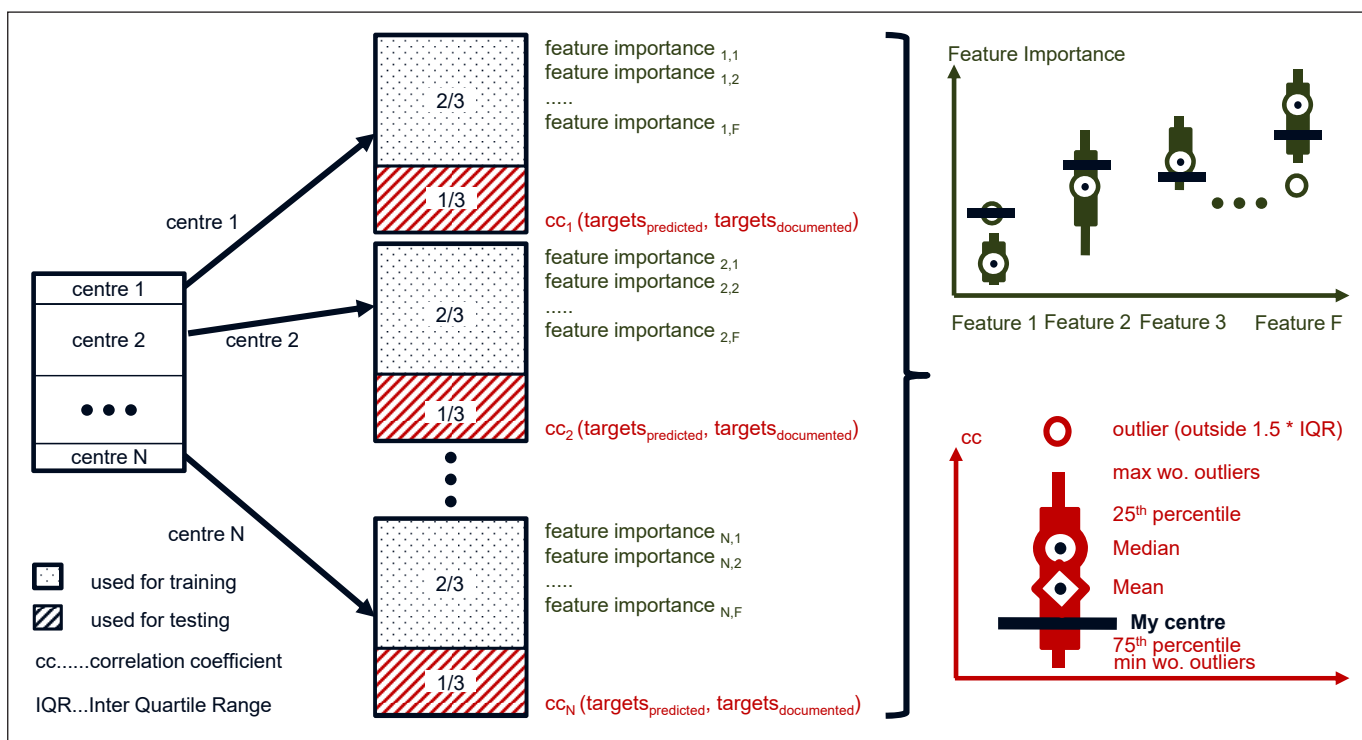 centre 1
centre 2
centre N
centre 1
centre 2
centre N
used for training
used for testing
cc......correlation coefficient
IQR...Inter Quartile Range
2/3
1/3
feature importance 1,1
feature importance 1,2
.....
feature importance 1,F
cc1 (targetspredicted, targetsdocumented)
2/3
1/3
feature importance 2,1
feature importance 2,2
.....
feature importance 2,F
cc2 (targetspredicted, targetsdocumented)
2/3
1/3
feature importance N,1
feature importance N,2
.....
feature importance N,F
ccN (targetspredicted, targetsdocumented)
Feature Importance
Feature 1 Feature 2 Feature 3 Feature F
cc
outlier (outside 1.5 * IQR)
max wo. outliers
25th percentile
Median
Mean
My centre
75th percentile
min wo. outliers